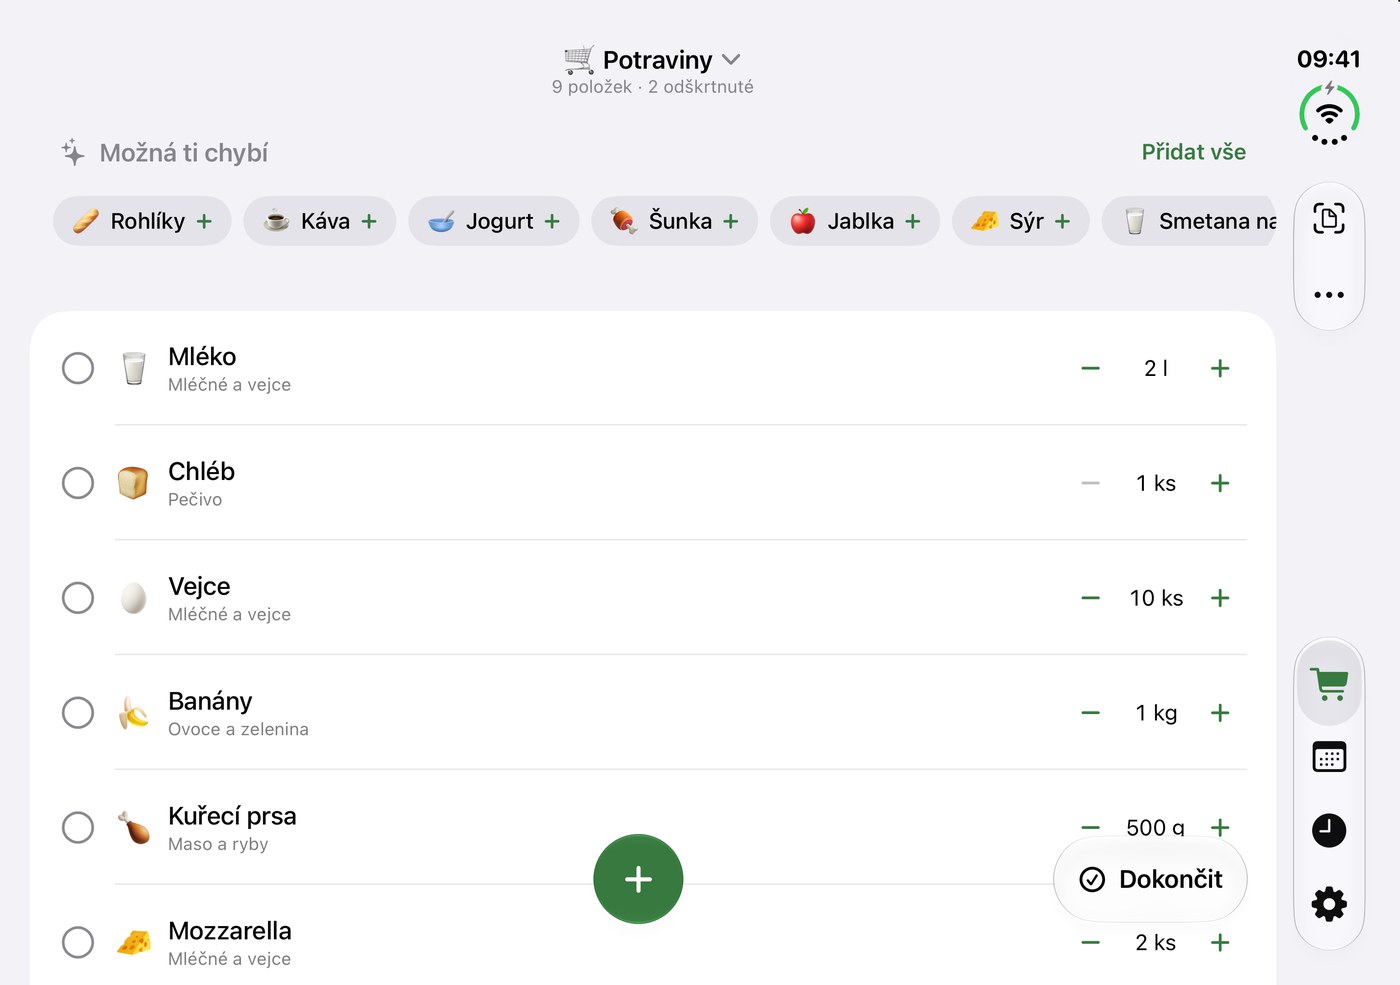 Potraviny
9 položek · 2 odškrtnuté
09:41
Možná ti chybí
Přidat vše
Rohlíky +
Káva +
Jogurt +
Šunka +
Jablka +
Sýr +
Smetana na
Mléko
Mléčné a vejce
− 2 l +
Chléb
Pečivo
− 1 ks +
Vejce
Mléčné a vejce
− 10 ks +
Banány
Ovoce a zelenina
− 1 kg +
Kuřecí prsa
Maso a ryby
− 500 g +
+
Dokončit
Mozzarella
Mléčné a vejce
− 2 ks +